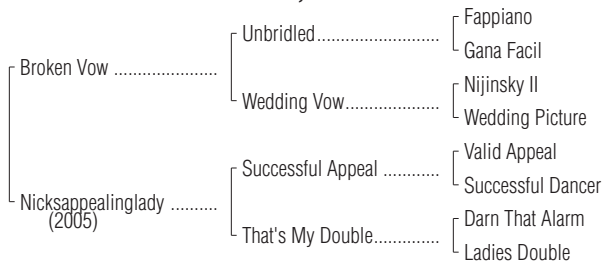 Fappiano
Unbridled
Gana Facil
Broken Vow
Nijinsky II
Wedding Vow
Wedding Picture
Valid Appeal
Successful Appeal
Successful Dancer
Nicksappealinglady
(2005)
Darn That Alarm
That's My Double
Ladies Double